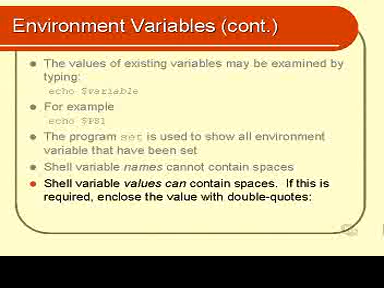 Environment Variables (cont.)
The values of existing variables may be examined by
typing:
echo $variable
For example
echo $PS1
The program set is used to show all environment
variable that have been set
Shell variable names cannot contain spaces
Shell variable values can contain spaces. If this is
required, enclose the value with double-quotes: